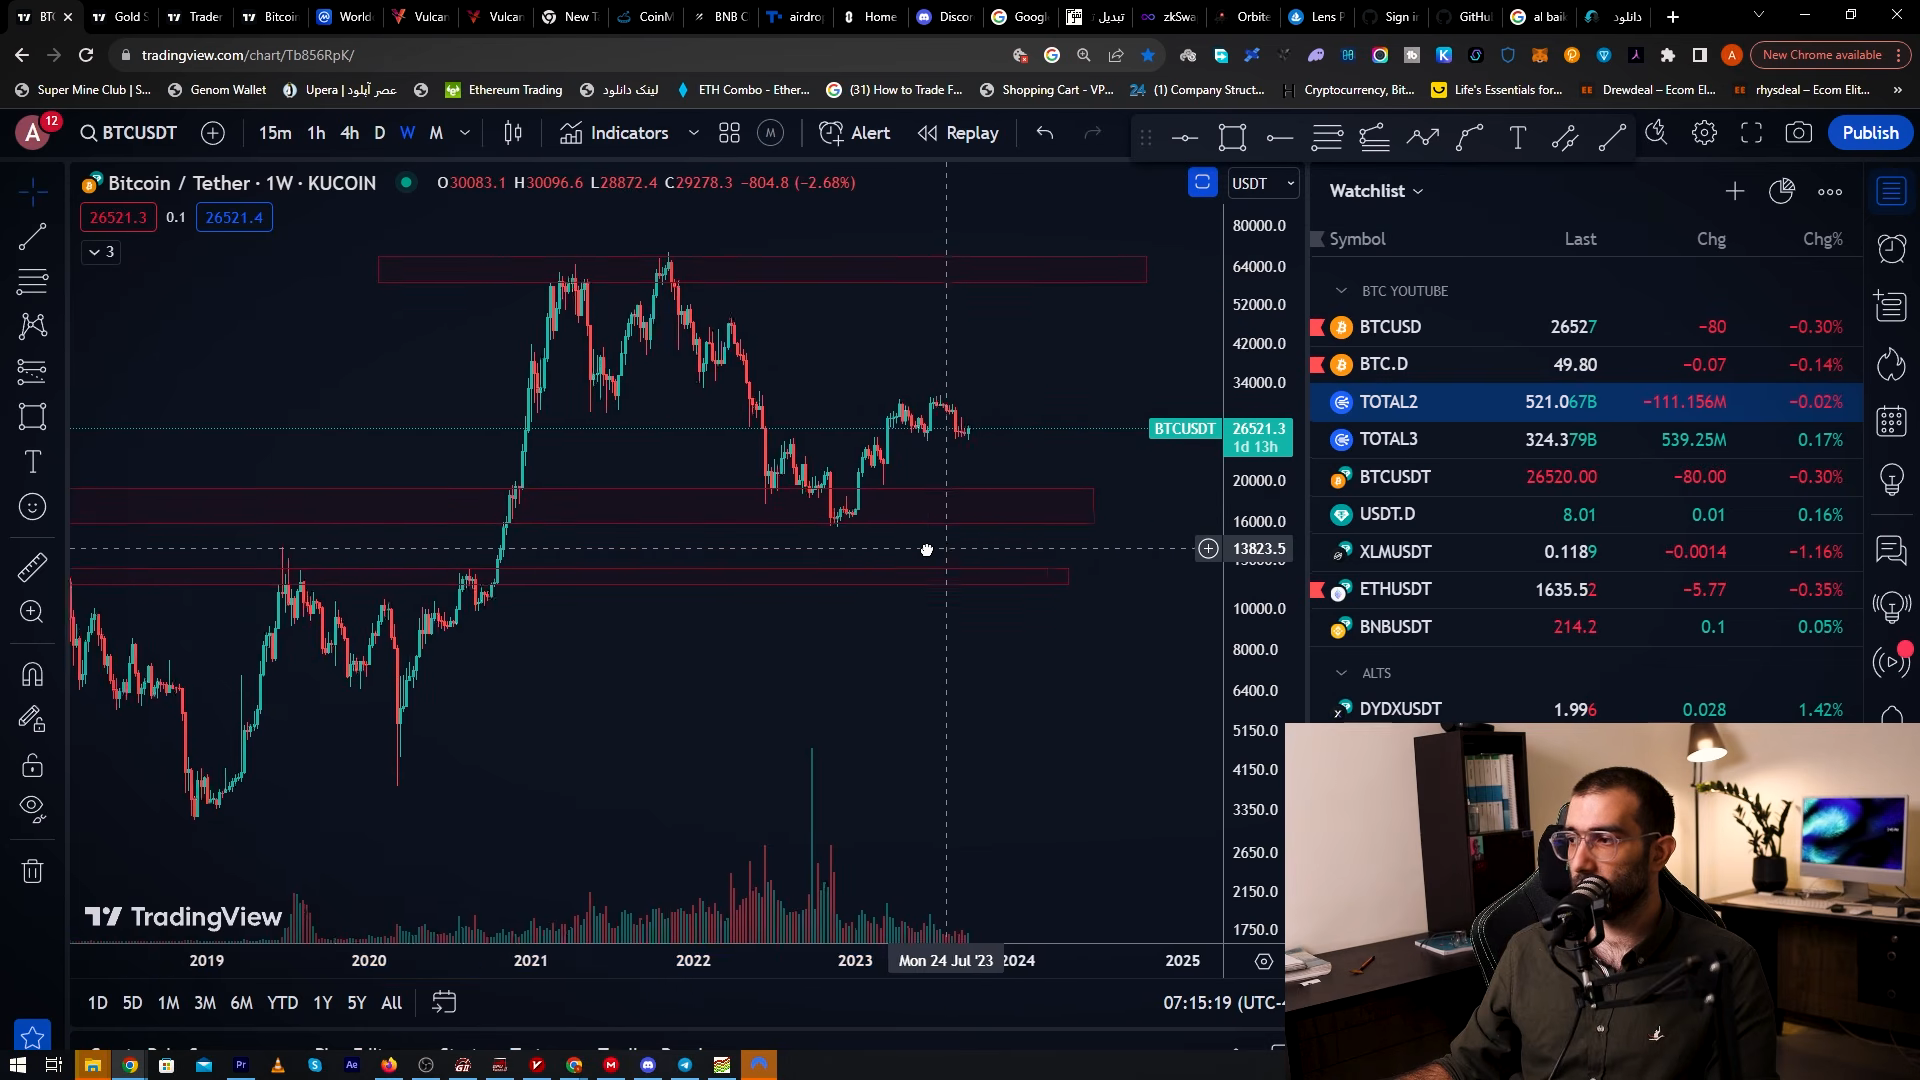 BTC
Gold S
Trader
Bitcoin
World
Vulcan
Vulcan
New T
CoinM
BNB C
airdrop
Home
Discor
Googl
تبدیل
zkSwa
Orbite
Lens P
Sign i
GitHu
al baik
دانلود
tradingview.com/chart/Tb856RpK/
New Chrome available
Super Mine Club | S...
Genom Wallet
Upera | عصر آپلود
Ethereum Trading
لینک دانلود
ETH Combo - Ether...
(31) How to Trade F...
Shopping Cart - VP...
(1) Company Struct...
Cryptocurrency, Bit...
Life's Essentials for...
Drewdeal – Ecom El...
rhysdeal – Ecom Elit...
A 12 BTCUSDT 15m 1h 4h D W M Indicators M Alert Replay Publish
Bitcoin / Tether · 1W · KUCOIN O30083.1 H30096.6 L28872.4 C29278.3 −804.8 (−2.68%) USDT
26521.3 0.1 26521.4
3
80000.0
64000.0
52000.0
42000.0
34000.0
BTCUSDT 26521.3
1d 13h
20000.0
16000.0
13823.5
10000.0
8000.0
6400.0
5150.0
4150.0
3350.0
2650.0
2150.0
1750.0
TradingView
2019 2020 2021 2022 2023 Mon 24 Jul '23 2024 2025
1D 5D 1M 3M 6M YTD 1Y 5Y All 07:15:19 (UTC-
Watchlist
Symbol Last Chg Chg%
BTC YOUTUBE
BTCUSD 26527 −80 −0.30%
BTC.D 49.80 −0.07 −0.14%
TOTAL2 521.067B −111.156M −0.02%
TOTAL3 324.379B 539.25M 0.17%
BTCUSDT 26520.00 −80.00 −0.30%
USDT.D 8.01 0.01 0.16%
XLMUSDT 0.1189 −0.0014 −1.16%
ETHUSDT 1635.52 −5.77 −0.35%
BNBUSDT 214.2 0.1 0.05%
ALTS
DYDXUSDT 1.996 0.028 1.42%